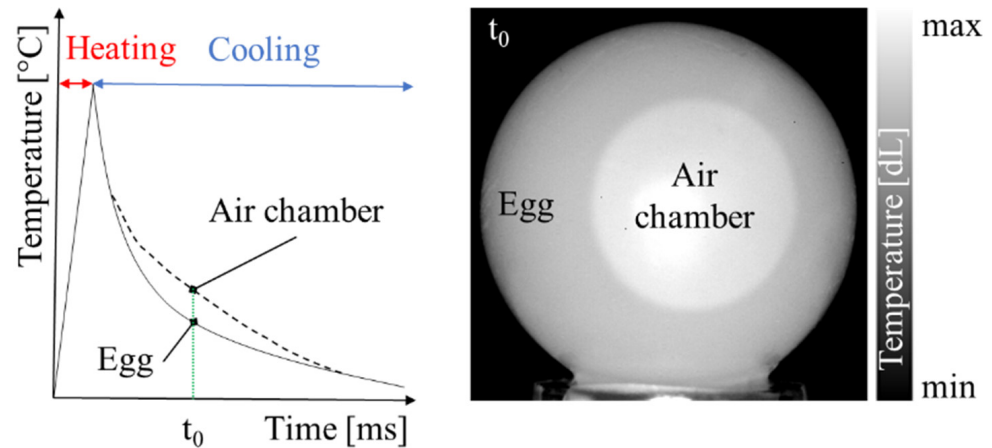 Heating
Cooling
Temperature [°C]
Air chamber
Egg
t₀
Time [ms]
t₀
Egg
Air
chamber
max
Temperature [dL]
min